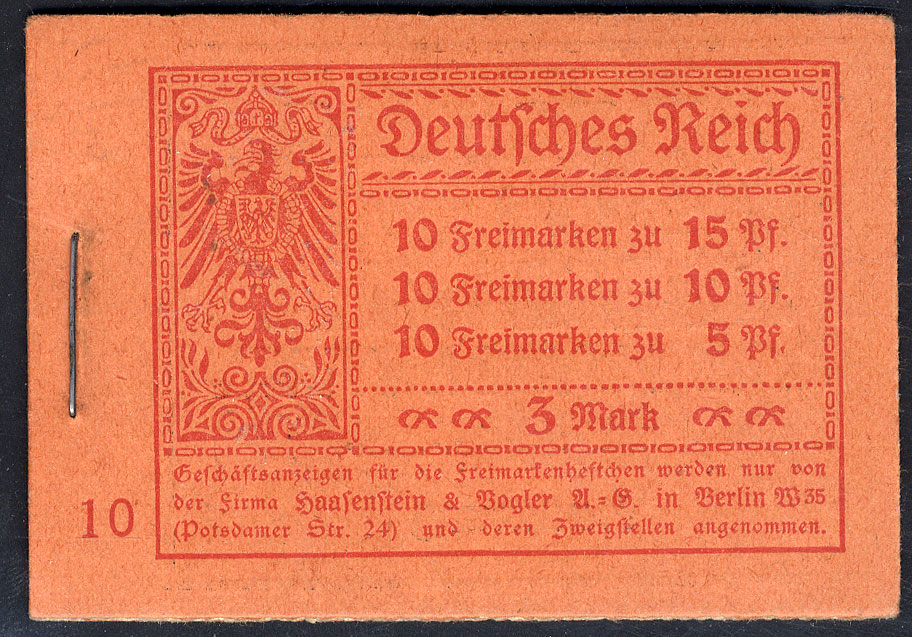 Deutsches Reich
10 Freimarken zu 15 Pf.
10 Freimarken zu 10 Pf.
10 Freimarken zu 5 Pf.
3 Mark
Geschäftsanzeigen für die Freimarkenheftchen werden nur von
der Firma Haasenstein & Vogler A.=G. in Berlin W35
(Potsdamer Str. 24) und deren Zweigstellen angenommen.
10